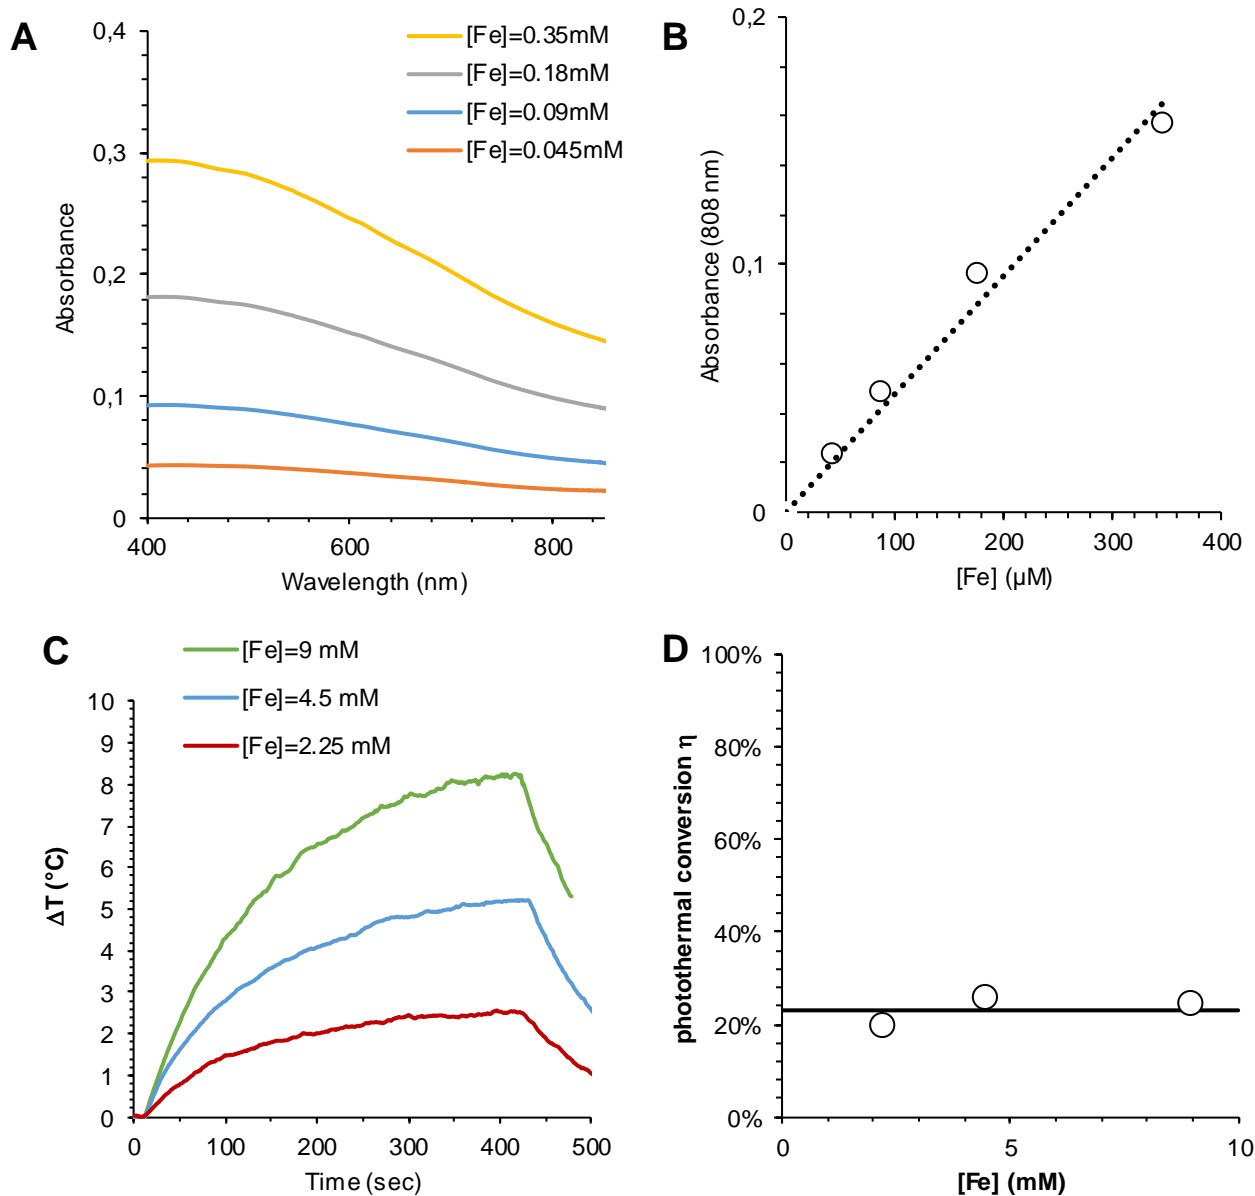 A
0,4
0,3
0,2
0,1
0
Absorbance
400
600
800
Wavelength (nm)
[Fe]=0.35mM
[Fe]=0.18mM
[Fe]=0.09mM
[Fe]=0.045mM
B
0,2
0,1
0
Absorbance (808 nm)
0
100
200
300
400
[Fe] (µM)
C
[Fe]=9 mM
[Fe]=4.5 mM
[Fe]=2.25 mM
10
9
8
7
6
5
4
3
2
1
0
ΔT (°C)
0
100
200
300
400
500
Time (sec)
D
100%
80%
60%
40%
20%
0%
photothermal conversion η
0
5
10
[Fe] (mM)